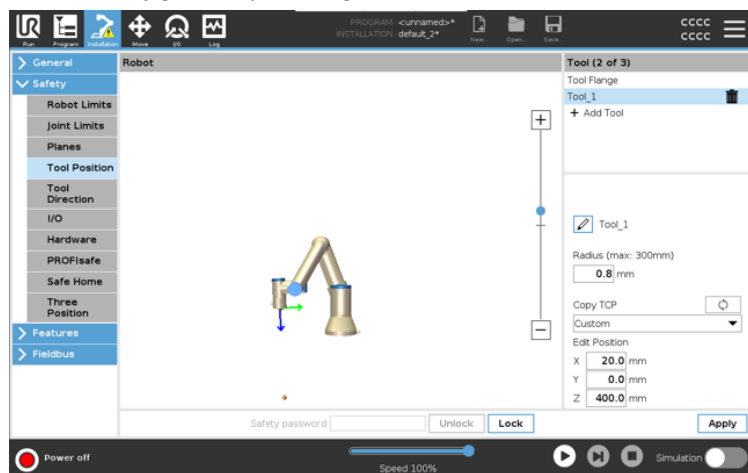 PROGRAM <unnamed>*
INSTALLATION default_2*
Run Program Installation Move I/O Log New... Open... Save...
cccc
cccc
General
Safety
Robot Limits
Joint Limits
Planes
Tool Position
Tool
Direction
I/O
Hardware
PROFIsafe
Safe Home
Three
Position
Features
Fieldbus
Robot
Tool (2 of 3)
Tool Flange
Tool_1
+ Add Tool
Tool_1
Radius (max: 300mm)
0.8 mm
Copy TCP
Custom
Edit Position
X 20.0 mm
Y 0.0 mm
Z 400.0 mm
Safety password Unlock Lock Apply
Power off
Speed 100%
Simulation